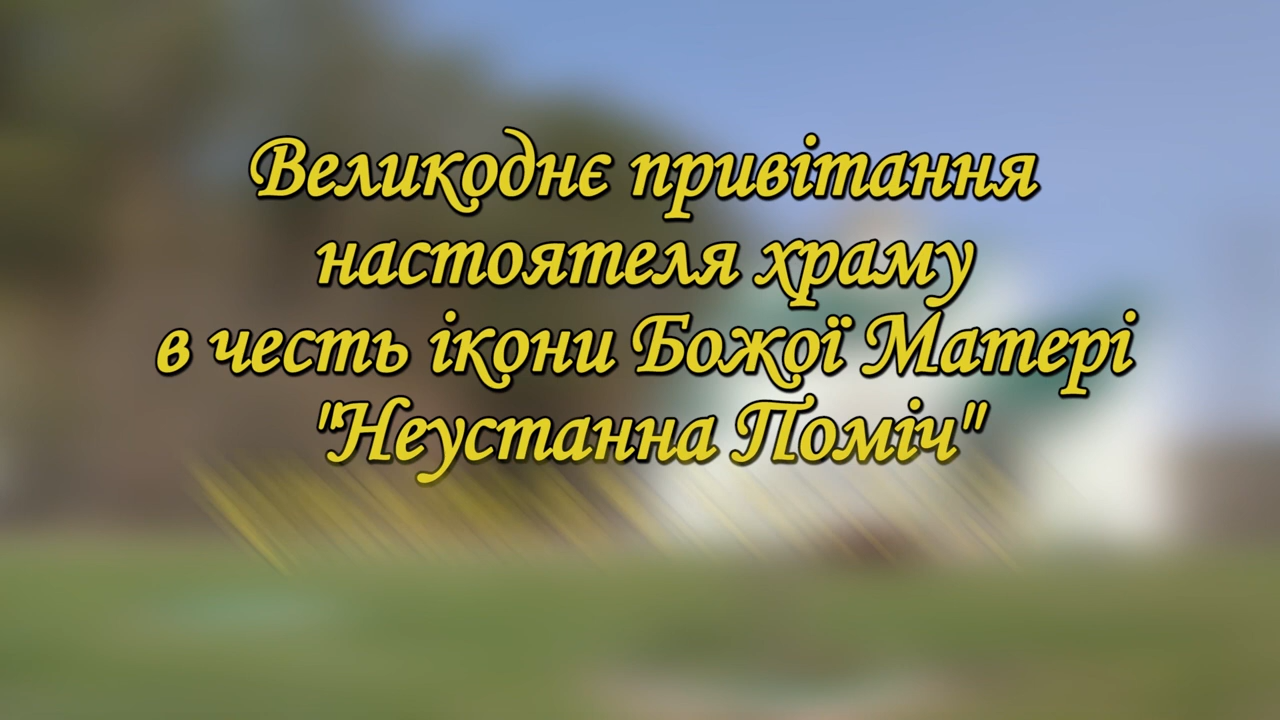 Великоднє привітання
настоятеля храму
в честь ікони Божої Матері
"Неустанна Поміч"